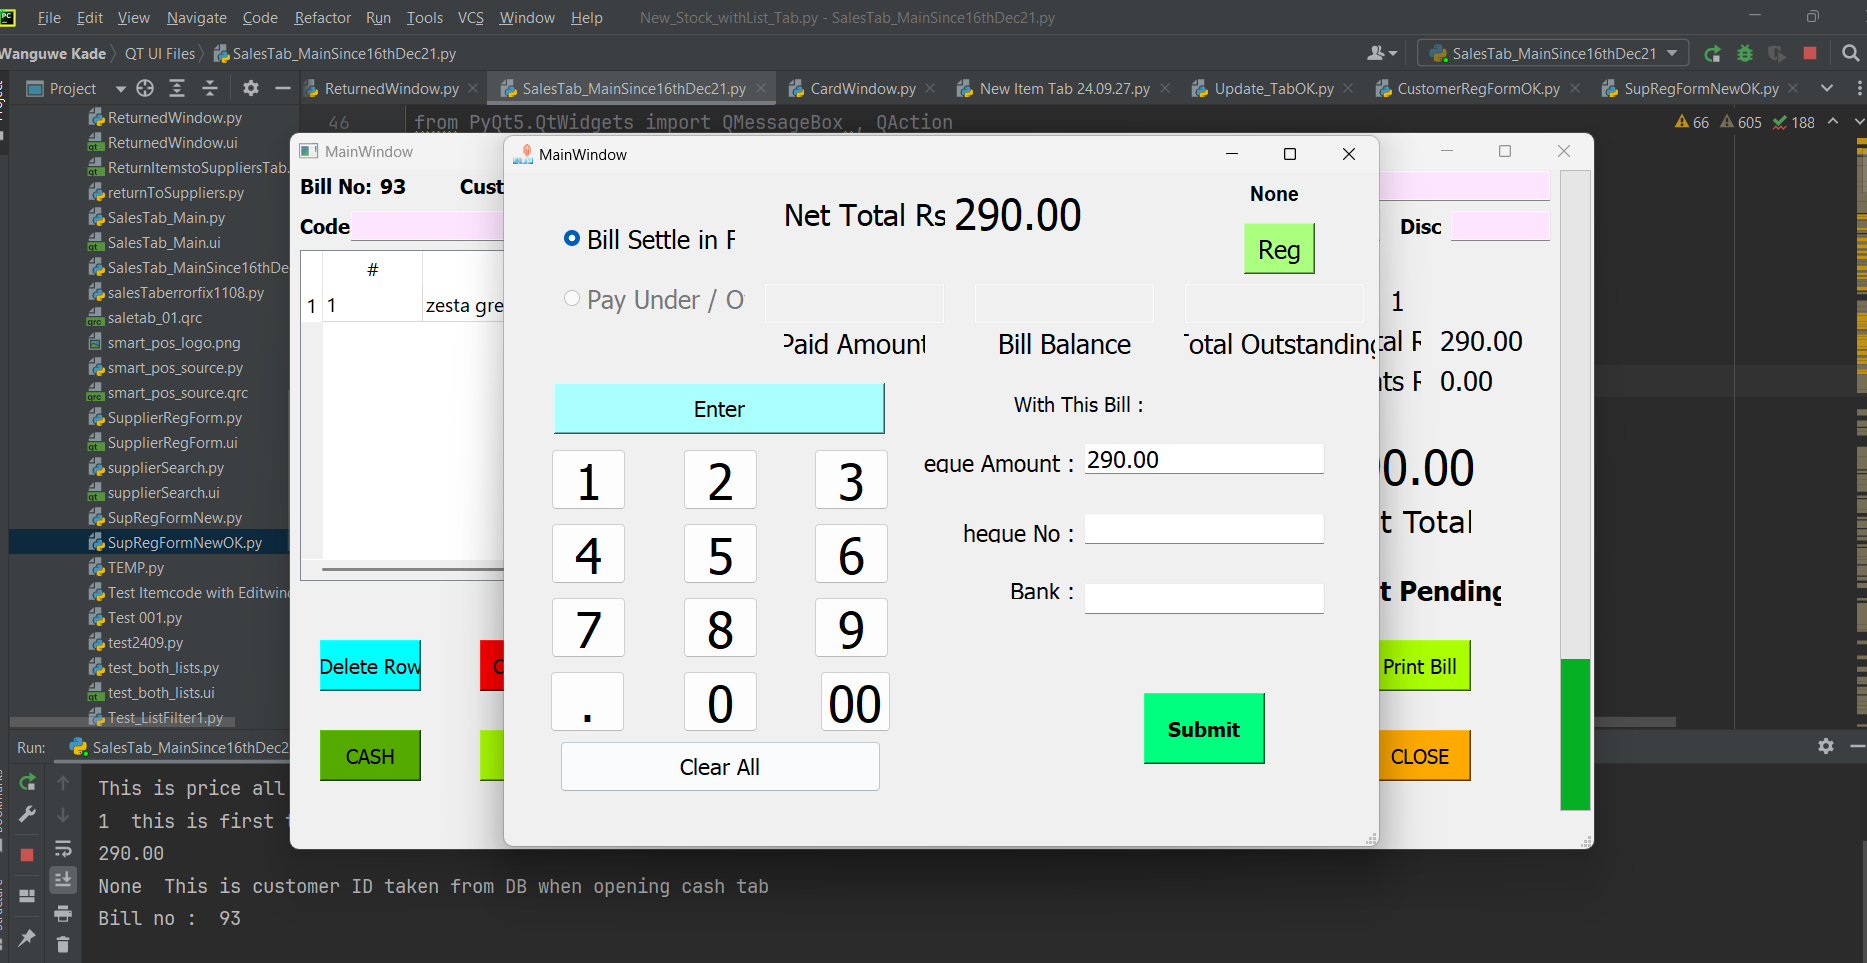 File Edit View Navigate Code Refactor Run Tools VCS Window Help New_Stock_withList_Tab.py - SalesTab_MainSince16thDec21.py
Wanguwe Kade QT UI Files SalesTab_MainSince16thDec21.py SalesTab_MainSince16thDec21
Project ReturnedWindow.py SalesTab_MainSince16thDec21.py CardWindow.py New Item Tab 24.09.27.py Update_TabOK.py CustomerRegFormOK.py SupRegFormNewOK.py
46 from PyQt5.QtWidgets import QMessageBox , QAction 66 605 188
ReturnedWindow.py
ReturnedWindow.ui
ReturnItemstoSuppliersTab.
returnToSuppliers.py
SalesTab_Main.py
SalesTab_Main.ui
SalesTab_MainSince16thDe
salesTaberrorfix1108.py
saletab_01.qrc
smart_pos_logo.png
smart_pos_source.py
smart_pos_source.qrc
SupplierRegForm.py
SupplierRegForm.ui
supplierSearch.py
supplierSearch.ui
SupRegFormNew.py
SupRegFormNewOK.py
TEMP.py
Test Itemcode with Editwind
Test 001.py
test2409.py
test_both_lists.py
test_both_lists.ui
Test_ListFilter1.py
MainWindow
Bill No: 93 Cust
Code
Disc
#
1 1 zesta gre
1
tal R 290.00
nts R 0.00
0.00
t Total
t Pending
Delete Row
C
Print Bill
CASH
CLOSE
MainWindow
Net Total Rs 290.00
None
Reg
Bill Settle in F
Pay Under / O
Paid Amount Bill Balance Total Outstanding
Enter
With This Bill :
1 2 3
eque Amount : 290.00
4 5 6
heque No :
7 8 9
Bank :
. 0 00
Submit
Clear All
Run: SalesTab_MainSince16thDec2
This is price all
1 this is first
290.00
None This is customer ID taken from DB when opening cash tab
Bill no : 93